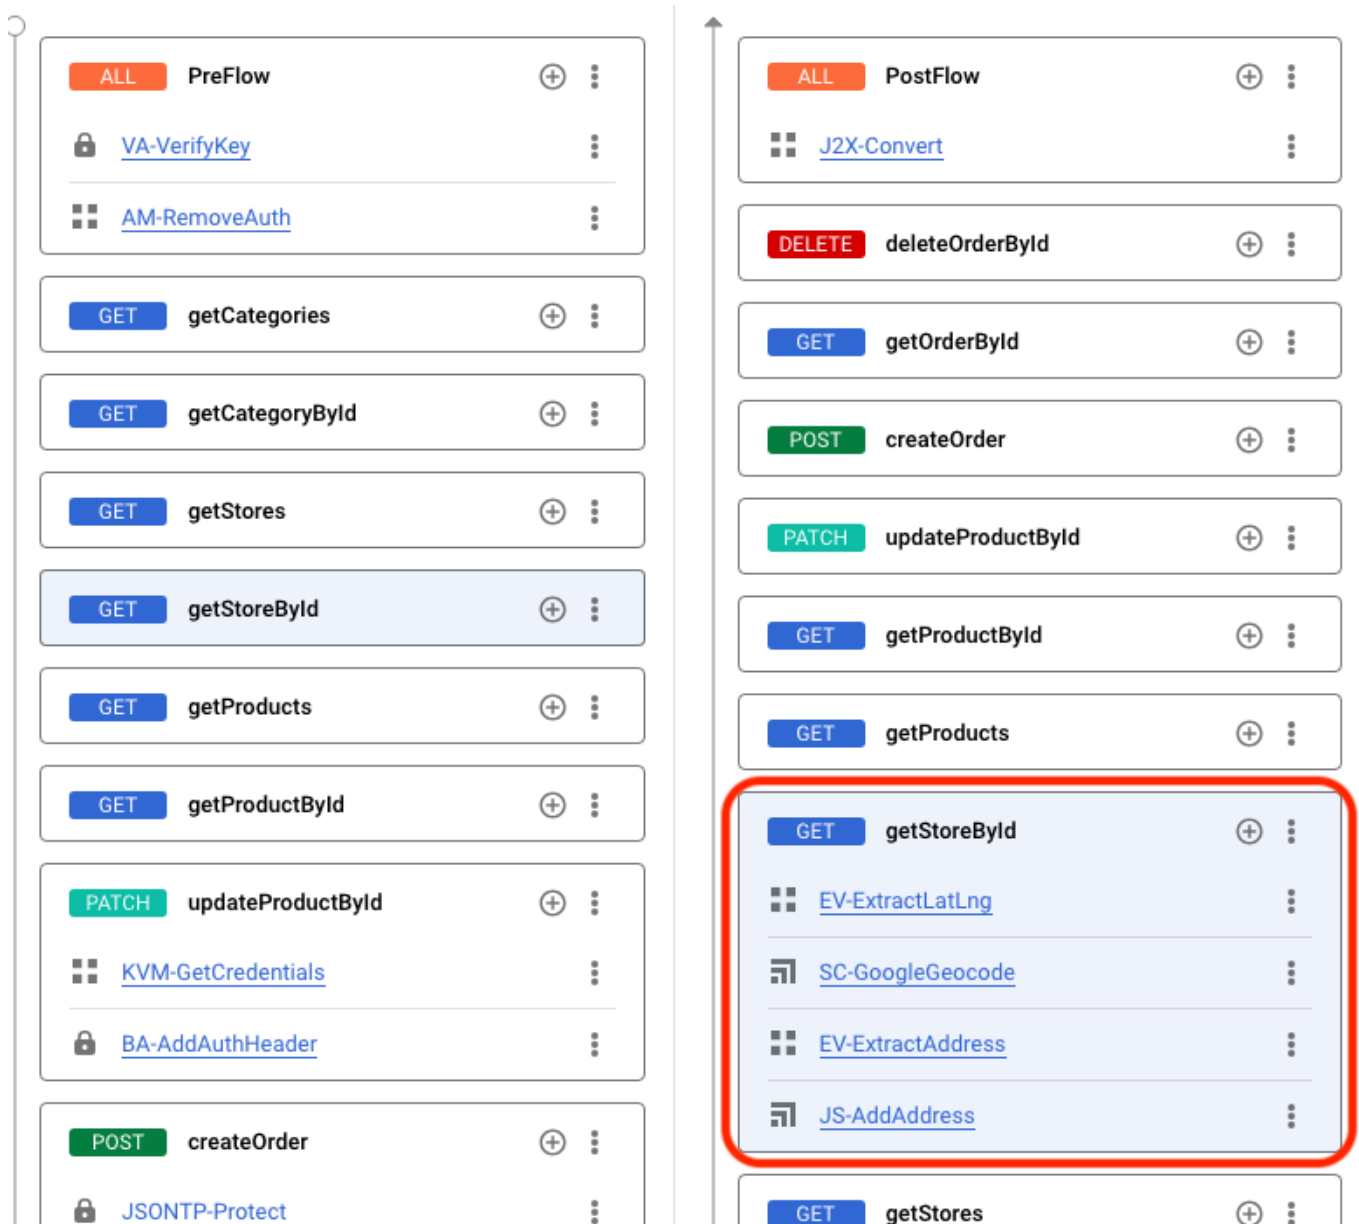 ALL PreFlow
VA-VerifyKey
AM-RemoveAuth
GET getCategories
GET getCategoryById
GET getStores
GET getStoreById
GET getProducts
GET getProductById
PATCH updateProductById
KVM-GetCredentials
BA-AddAuthHeader
POST createOrder
JSONTP-Protect
ALL PostFlow
J2X-Convert
DELETE deleteOrderById
GET getOrderById
POST createOrder
PATCH updateProductById
GET getProductById
GET getProducts
GET getStoreById
EV-ExtractLatLng
SC-GoogleGeocode
EV-ExtractAddress
JS-AddAddress
GET getStores